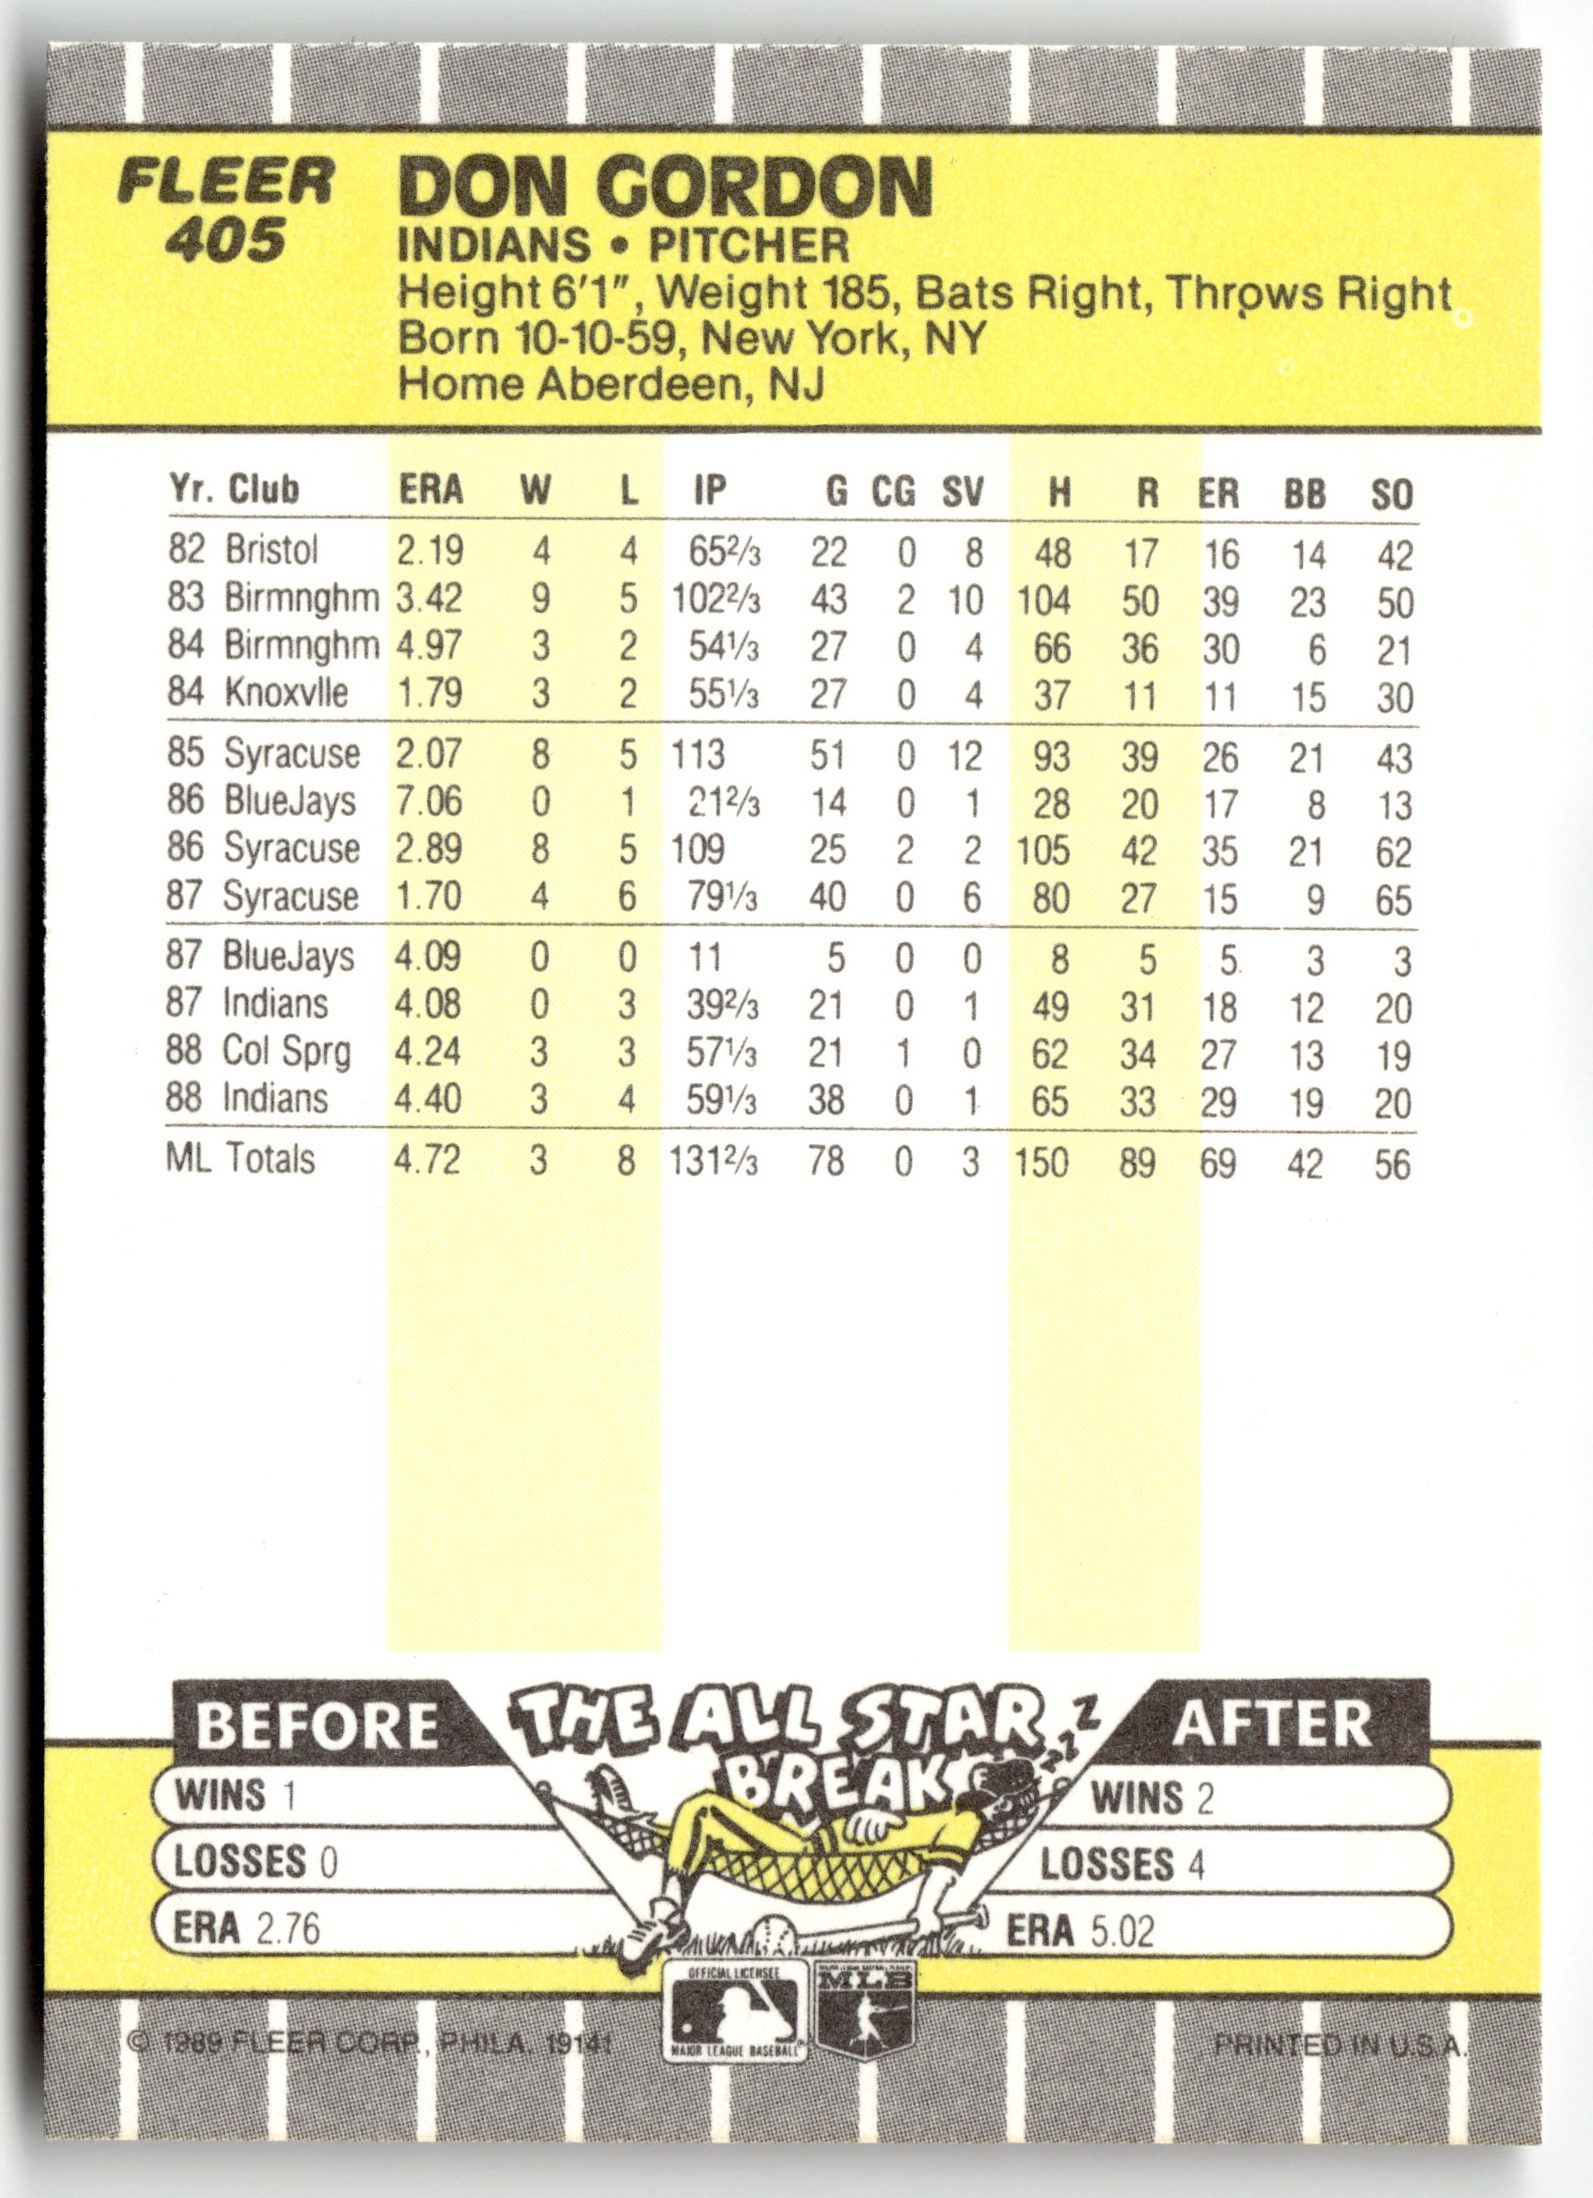 FLEER
405
DON GORDON
INDIANS • PITCHER
Height 6'1", Weight 185, Bats Right, Throws Right
Born 10-10-59, New York, NY
Home Aberdeen, NJ
Yr. Club ERA W L IP G CG SV H R ER BB SO
82 Bristol 2.19 4 4 65⅔ 22 0 8 48 17 16 14 42
83 Birmnghm 3.42 9 5 102⅔ 43 2 10 104 50 39 23 50
84 Birmnghm 4.97 3 2 54⅓ 27 0 4 66 36 30 6 21
84 Knoxvlle 1.79 3 2 55⅓ 27 0 4 37 11 11 15 30
85 Syracuse 2.07 8 5 113 51 0 12 93 39 26 21 43
86 BlueJays 7.06 0 1 21⅔ 14 0 1 28 20 17 8 13
86 Syracuse 2.89 8 5 109 25 2 2 105 42 35 21 62
87 Syracuse 1.70 4 6 79⅓ 40 0 6 80 27 15 9 65
87 BlueJays 4.09 0 0 11 5 0 0 8 5 5 3 3
87 Indians 4.08 0 3 39⅔ 21 0 1 49 31 18 12 20
88 Col Sprg 4.24 3 3 57⅓ 21 1 0 62 34 27 13 19
88 Indians 4.40 3 4 59⅓ 38 0 1 65 33 29 19 20
ML Totals 4.72 3 8 131⅔ 78 0 3 150 89 69 42 56
BEFORE THE ALL STAR BREAK ZZZ AFTER
WINS 1 WINS 2
LOSSES 0 LOSSES 4
ERA 2.76 ERA 5.02
OFFICIAL LICENSEE
MAJOR LEAGUE BASEBALL
MLB
© 1989 FLEER CORP., PHILA. 19141 PRINTED IN U.S.A.